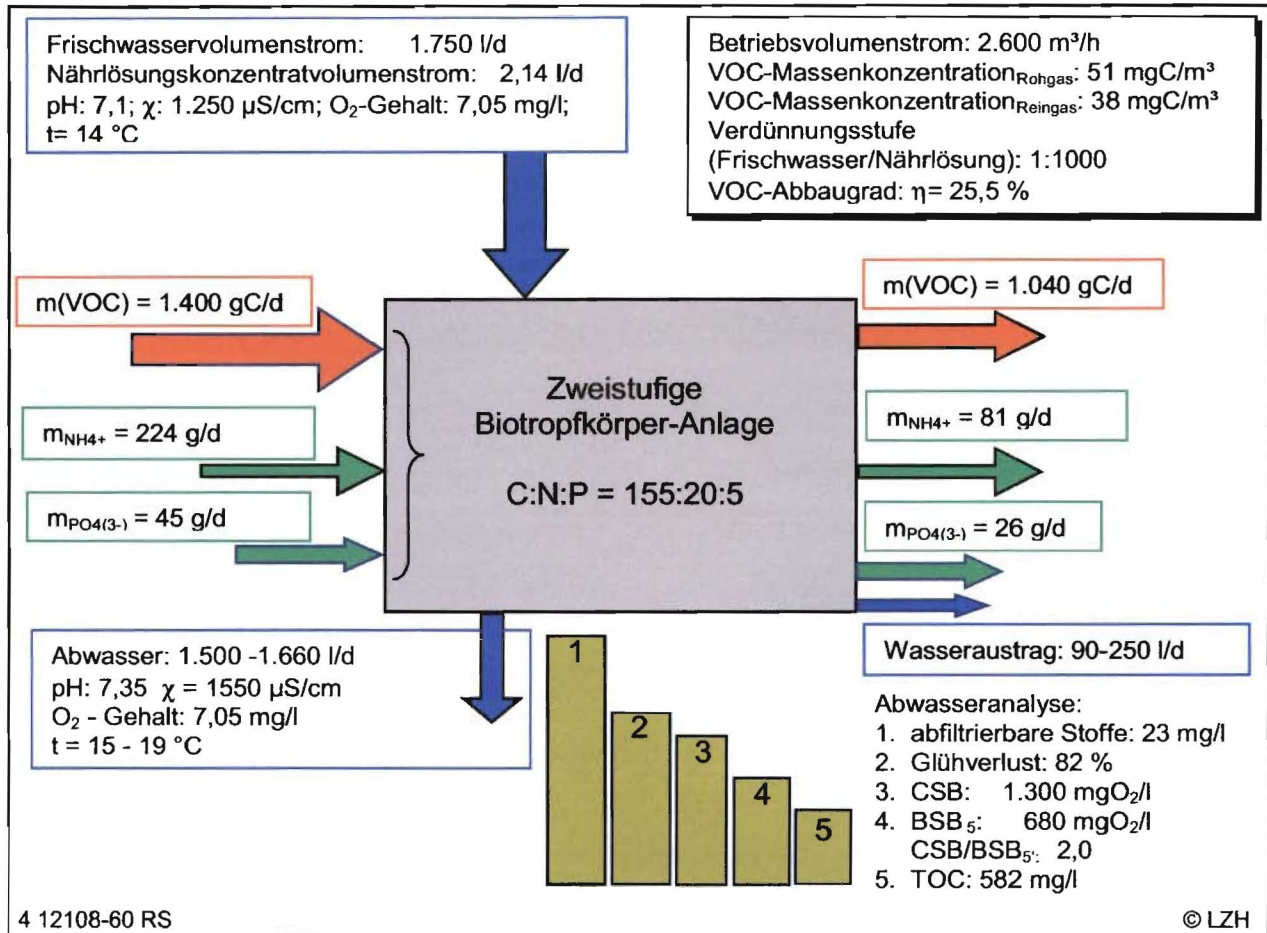 Frischwasservolumenstrom: 1.750 l/d
Nährlösungskonzentratvolumenstrom: 2,14 l/d
pH: 7,1; χ: 1.250 µS/cm; O₂-Gehalt: 7,05 mg/l;
t= 14 °C
Betriebsvolumenstrom: 2.600 m³/h
VOC-Massenkonzentration Rohgas: 51 mgC/m³
VOC-Massenkonzentration Reingas: 38 mgC/m³
Verdünnungsstufe
(Frischwasser/Nährlösung): 1:1000
VOC-Abbaugrad: η= 25,5 %
m(VOC) = 1.400 gC/d
m NH4+ = 224 g/d
m PO4(3-) = 45 g/d
Zweistufige
Biotropfkörper-Anlage
C:N:P = 155:20:5
m(VOC) = 1.040 gC/d
m NH4+ = 81 g/d
m PO4(3-) = 26 g/d
Wasseraustrag: 90-250 l/d
Abwasser: 1.500 -1.660 l/d
pH: 7,35 χ = 1550 µS/cm
O₂ - Gehalt: 7,05 mg/l
t = 15 - 19 °C
1
2
3
4
5
Abwasseranalyse:
1. abfiltrierbare Stoffe: 23 mg/l
2. Glühverlust: 82 %
3. CSB: 1.300 mgO₂/l
4. BSB₅: 680 mgO₂/l
CSB/BSB₅': 2,0
5. TOC: 582 mg/l
4 12108-60 RS
© LZH